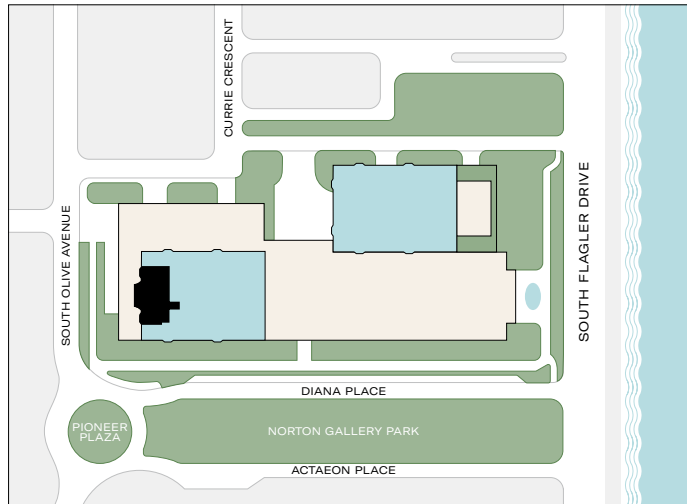 CURRIE CRESCENT
SOUTH OLIVE AVENUE
SOUTH FLAGLER DRIVE
DIANA PLACE
PIONEER
PLAZA
NORTON GALLERY PARK
ACTAEON PLACE